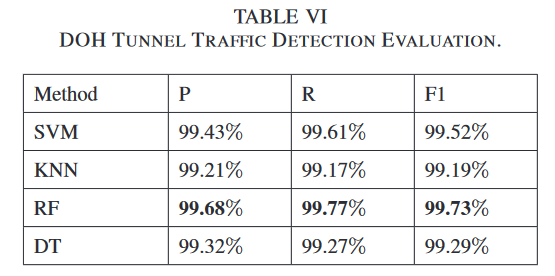 TABLE VI
DOH TUNNEL TRAFFIC DETECTION EVALUATION.
Method P R F1
SVM 99.43% 99.61% 99.52%
KNN 99.21% 99.17% 99.19%
RF 99.68% 99.77% 99.73%
DT 99.32% 99.27% 99.29%